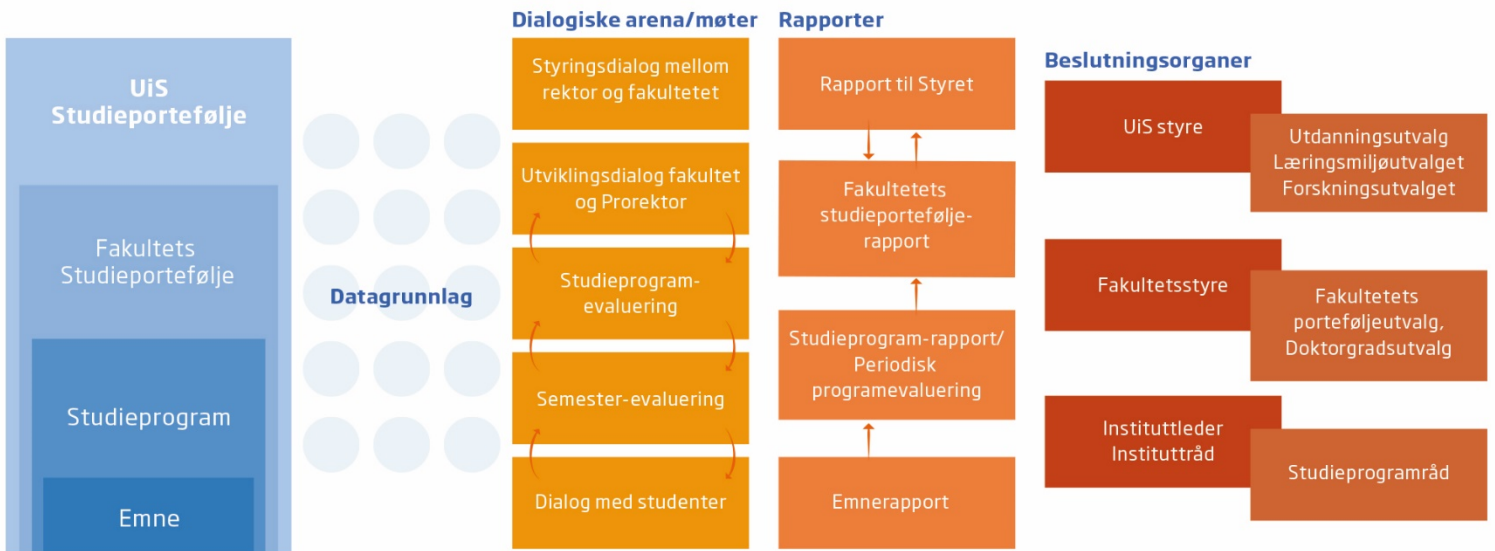 UiS
Studieportefølje
Fakultets
Studieportefølje
Studieprogram
Emne
Datagrunnlag
Dialogiske arena/møter
Styringsdialog mellom
rektor og fakultetet
Utviklingsdialog fakultet
og Prorektor
Studieprogram-
evaluering
Semester-evaluering
Dialog med studenter
Rapporter
Rapport til Styret
Fakultetets
studieportefølje-
rapport
Studieprogram-rapport/
Periodisk
programevaluering
Emnerapport
Beslutningsorganer
UiS styre
Utdanningsutvalg
Læringsmiljøutvalget
Forskningsutvalget
Fakultetsstyre
Fakultetets
porteføljeutvalg,
Doktorgradsutvalg
Instituttleder
Instituttråd
Studieprogramråd